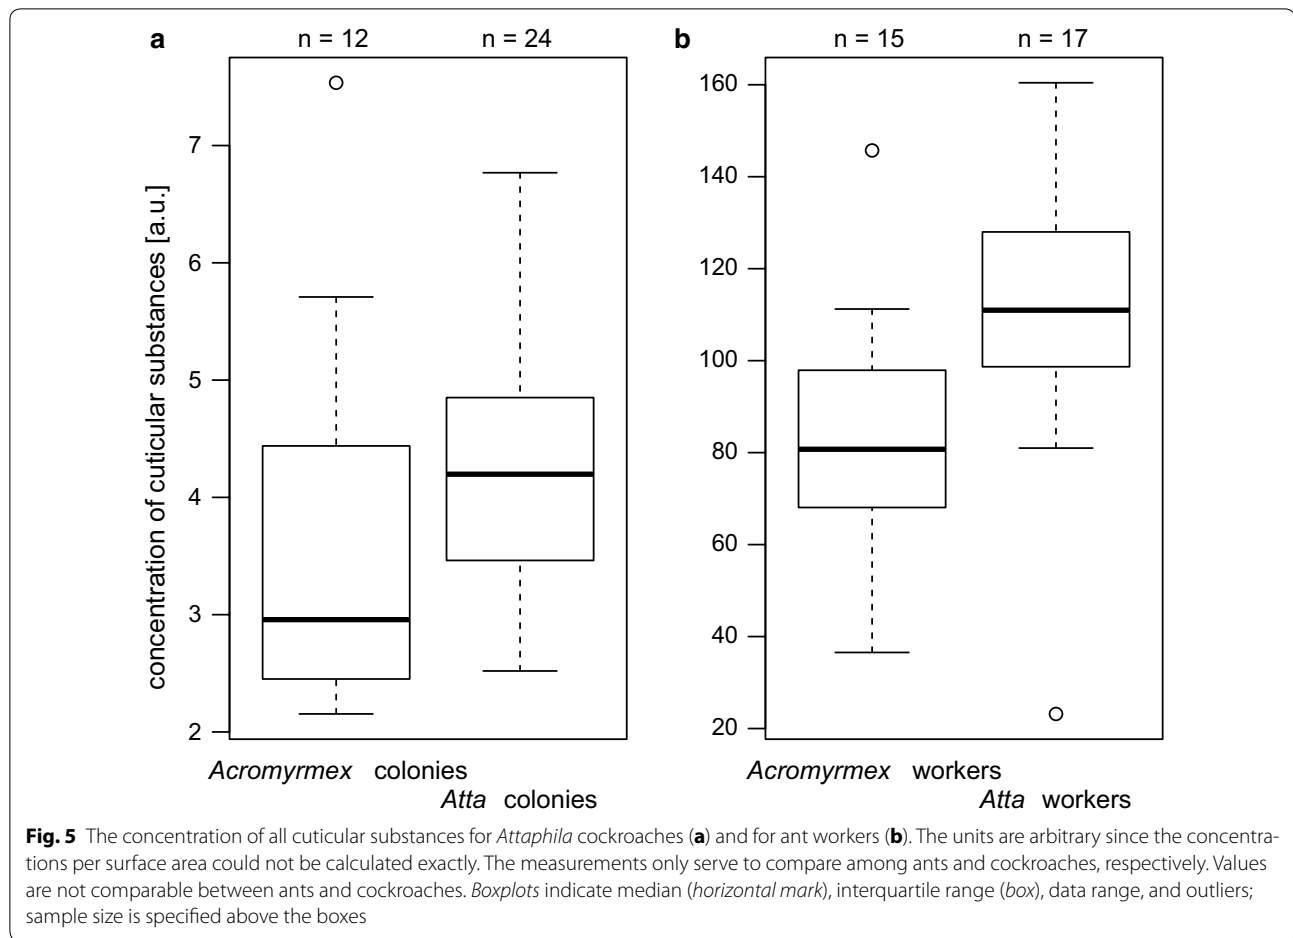 a n = 12 n = 24
b n = 15 n = 17
concentration of cuticular substances [a.u.]
7
6
5
4
3
2
160
140
120
100
80
60
40
20
Acromyrmex colonies
Atta colonies
Acromyrmex workers
Atta workers
Fig. 5 The concentration of all cuticular substances for Attaphila cockroaches (a) and for ant workers (b). The units are arbitrary since the concentra-
tions per surface area could not be calculated exactly. The measurements only serve to compare among ants and cockroaches, respectively. Values
are not comparable between ants and cockroaches. Boxplots indicate median (horizontal mark), interquartile range (box), data range, and outliers;
sample size is specified above the boxes